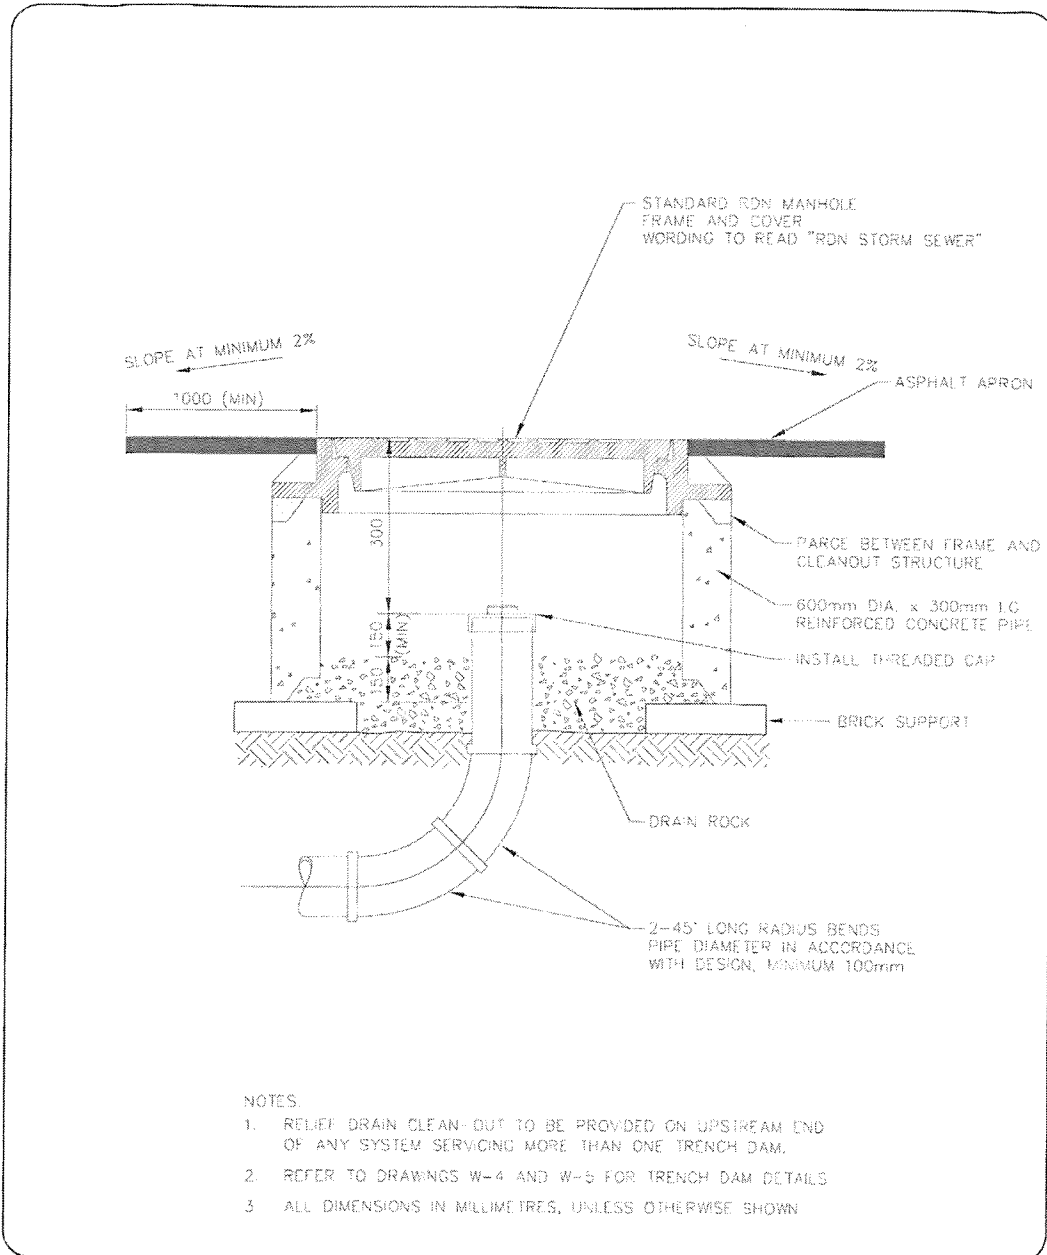 STANDARD RDN MANHOLE
FRAME AND COVER
WORDING TO READ "RDN STORM SEWER"
SLOPE AT MINIMUM 2%
SLOPE AT MINIMUM 2%
1000 (MIN)
ASPHALT APRON
300
PARGE BETWEEN FRAME AND
CLEANOUT STRUCTURE
600mm DIA. x 300mm LG
REINFORCED CONCRETE PIPE
150
(MIN)
INSTALL THREADED CAP
150
BRICK SUPPORT
DRAIN ROCK
2-45° LONG RADIUS BENDS
PIPE DIAMETER IN ACCORDANCE
WITH DESIGN, MINIMUM 100mm
NOTES.
1. RELIEF DRAIN CLEAN-OUT TO BE PROVIDED ON UPSTREAM END
OF ANY SYSTEM SERVICING MORE THAN ONE TRENCH DAM.
2. REFER TO DRAWINGS W-4 AND W-5 FOR TRENCH DAM DETAILS
3 ALL DIMENSIONS IN MILLIMETRES, UNLESS OTHERWISE SHOWN